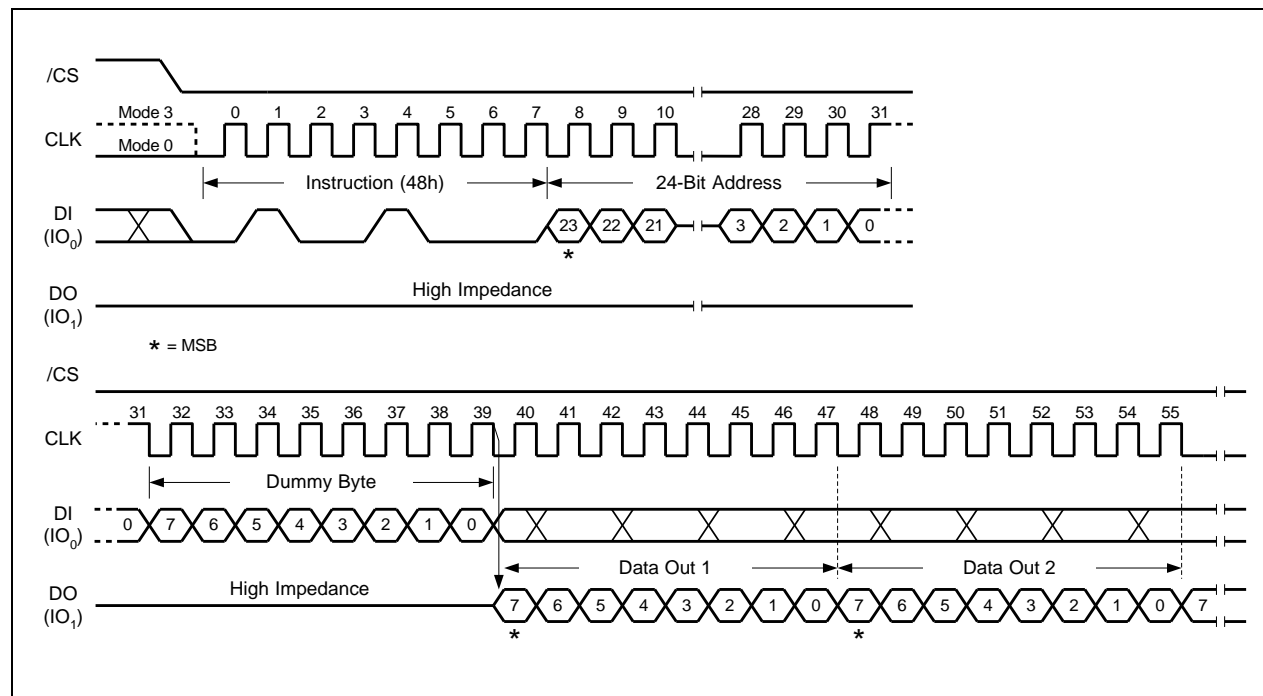 /CS
Mode 3 0 1 2 3 4 5 6 7 8 9 10 28 29 30 31
CLK
Mode 0
Instruction (48h) 24-Bit Address
DI
(IO0) 23 22 21 3 2 1 0
*
High Impedance
DO
(IO1)
* = MSB
/CS
31 32 33 34 35 36 37 38 39 40 41 42 43 44 45 46 47 48 49 50 51 52 53 54 55
CLK
Dummy Byte
DI
(IO0) 0 7 6 5 4 3 2 1 0
Data Out 1 Data Out 2
High Impedance
DO
(IO1) 7 6 5 4 3 2 1 0 7 6 5 4 3 2 1 0 7
* *